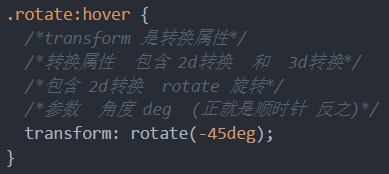 .rotate:hover {
/*transform 是转换属性*/
/*转换属性 包含 2d转换 和 3d转换*/
/*包含 2d转换 rotate 旋转*/
/*参数 角度 deg (正就是顺时针 反之)*/
transform: rotate(-45deg);
}